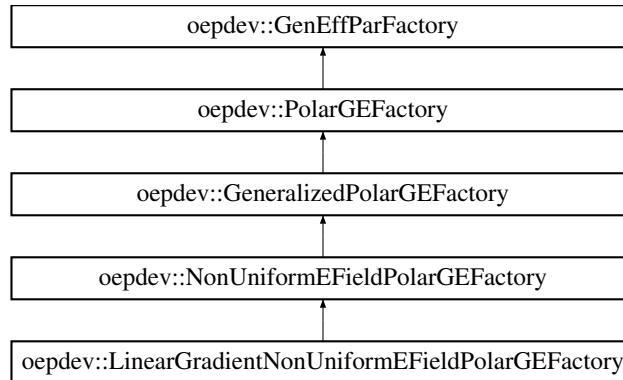 oepdev::GenEffParFactory
oepdev::PolarGEFactory
oepdev::GeneralizedPolarGEFactory
oepdev::NonUniformEFieldPolarGEFactory
oepdev::LinearGradientNonUniformEFieldPolarGEFactory